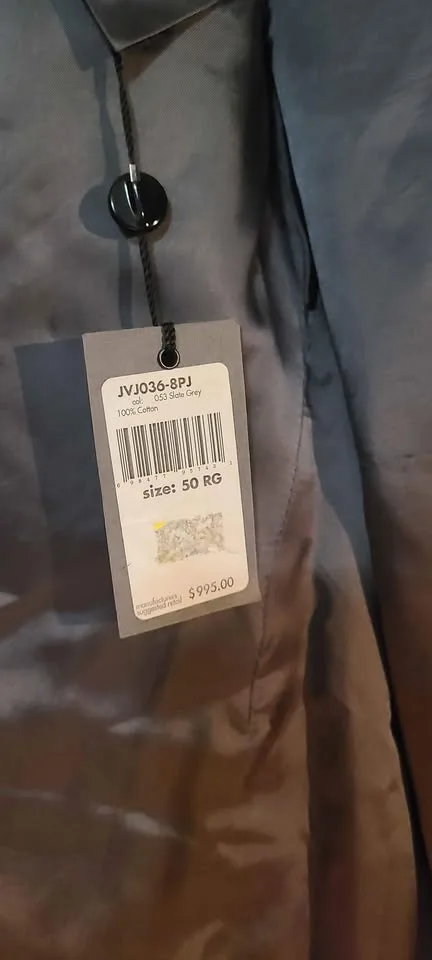 JVJ036-8PJ
col: 053 Slate Grey
100% Cotton
size: 50 RG
manufacturers
suggested retail $995.00